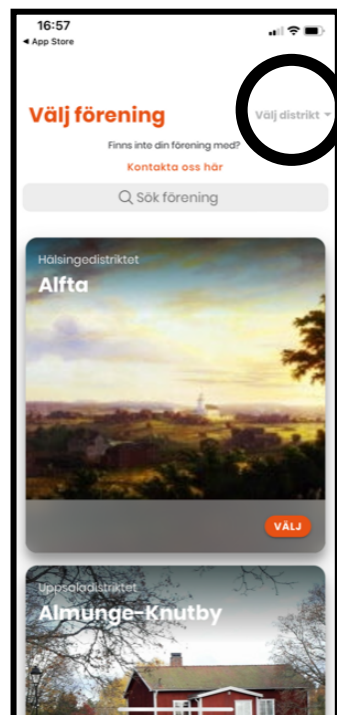 16:57
◀ App Store
Välj förening
Välj distrikt
Finns inte din förening med?
Kontakta oss här
Sök förening
Hälsingedistriktet
Alfta
VÄLJ
Uppsaladistriktet
Almunge-Knutby